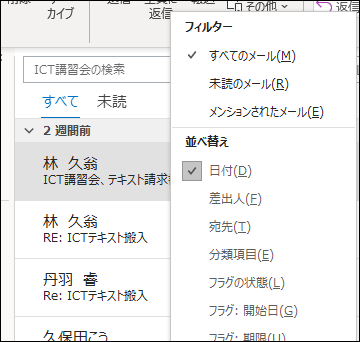 カイブ
返信
返信
その他
返信
フィルター
すべてのメール(M)
未読のメール(R)
メンションされたメール(E)
並べ替え
日付(D)
差出人(F)
宛先(T)
分類項目(E)
フラグの状態(L)
フラグ: 開始日(G)
フラグ: 期限(U)
ICT講習会の検索
すべて 未読
2 週間前
林 久翁
ICT講習会、テキスト請求
林 久翁
RE: ICTテキスト搬入
丹羽 睿
Re: ICTテキスト搬入
久保田こう